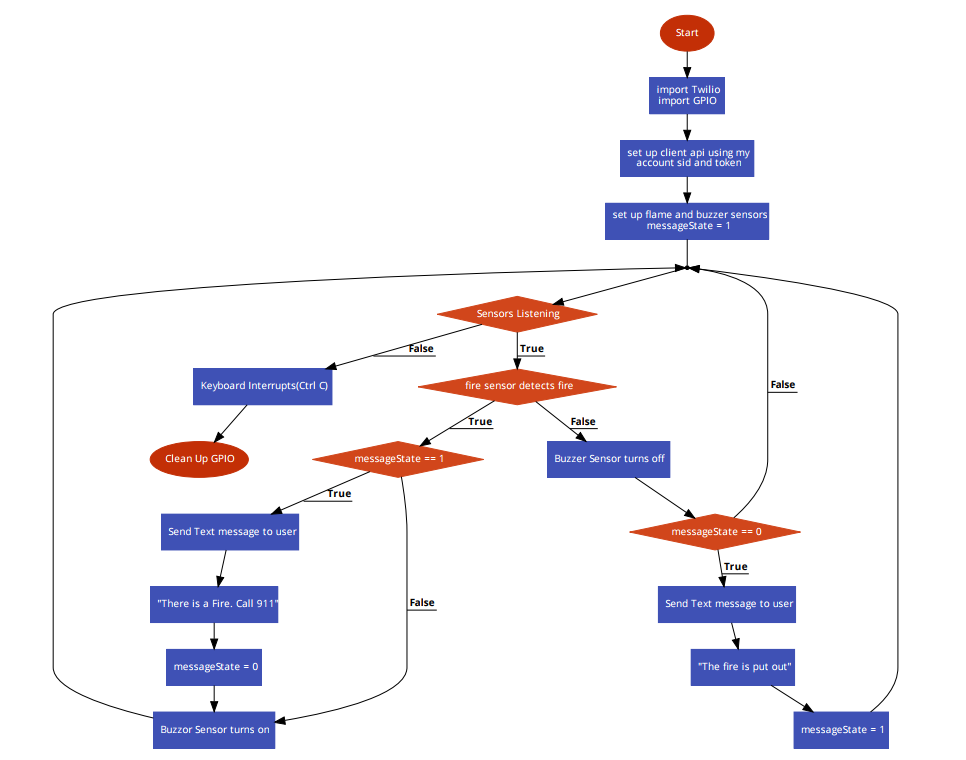 Start
import Twilio
import GPIO
set up client api using my
account sid and token
set up flame and buzzer sensors
messageState = 1
Sensors Listening
False
True
Keyboard Interrupts(Ctrl C)
fire sensor detects fire
False
True
False
Clean Up GPIO
messageState == 1
Buzzer Sensor turns off
True
Send Text message to user
messageState == 0
True
"There is a Fire. Call 911"
False
Send Text message to user
messageState = 0
"The fire is put out"
Buzzor Sensor turns on
messageState = 1